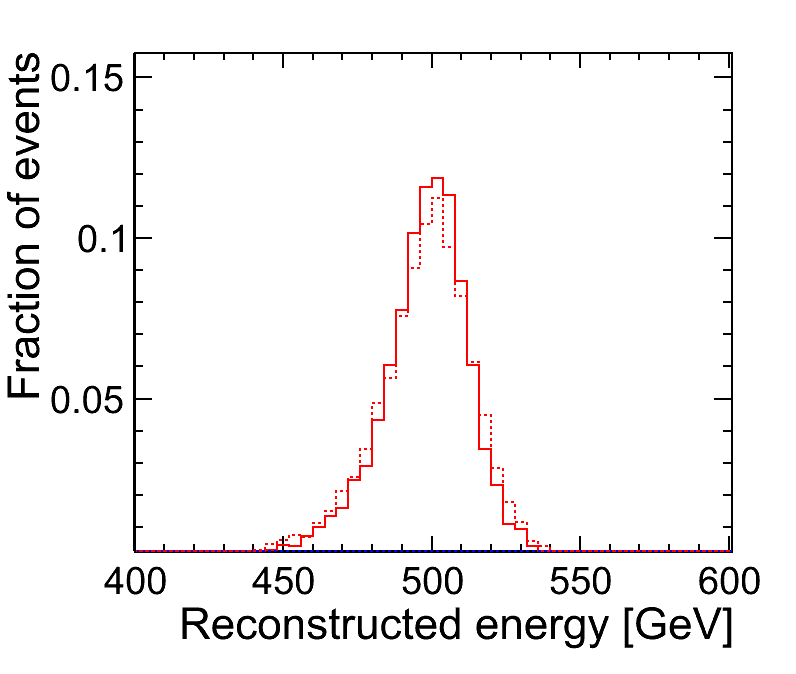 Fraction of events
0.15
0.1
0.05
400 450 500 550 600
Reconstructed energy [GeV]